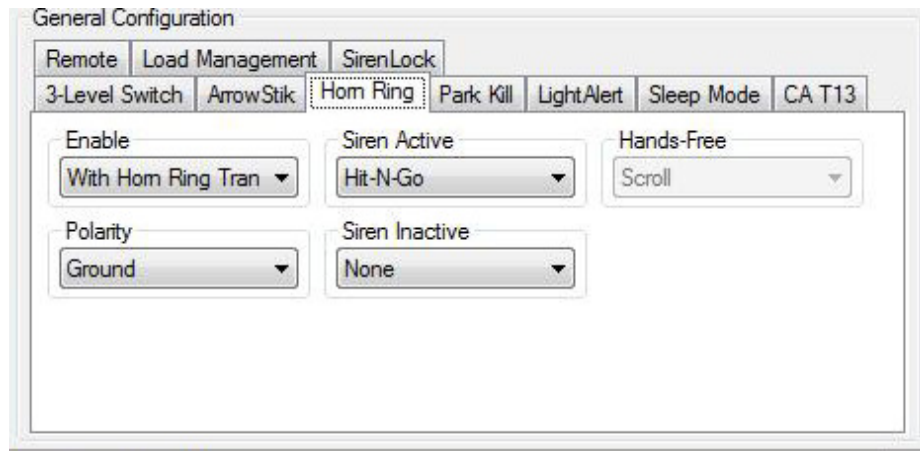 General Configuration
Remote Load Management SirenLock
3-Level Switch ArrowStik Horn Ring Park Kill LightAlert Sleep Mode CA T13
Enable Siren Active Hands-Free
With Horn Ring Tran Hit-N-Go Scroll
Polarity Siren Inactive
Ground None